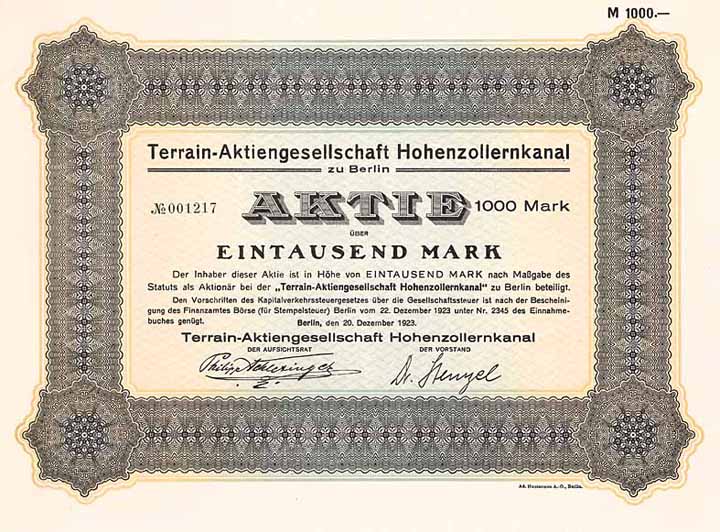 M 1000.—
Terrain-Aktiengesellschaft Hohenzollernkanal
zu Berlin
№ 001217 AKTIE 1000 Mark
ÜBER
EINTAUSEND MARK
Der Inhaber dieser Aktie ist in Höhe von EINTAUSEND MARK nach Maßgabe des
Statuts als Aktionär bei der „Terrain-Aktiengesellschaft Hohenzollernkanal" zu Berlin beteiligt.
Den Vorschriften des Kapitalverkehrssteuergesetzes über die Gesellschaftssteuer ist nach der Bescheini-
gung des Finanzamtes Börse (für Stempelsteuer) Berlin vom 22. Dezember 1923 unter Nr. 2345 des Einnahme-
buches genügt.
Berlin, den 20. Dezember 1923.
Terrain-Aktiengesellschaft Hohenzollernkanal
DER AUFSICHTSRAT DER VORSTAND
Philipp Dr. Stenzel
A.-G., Berlin.